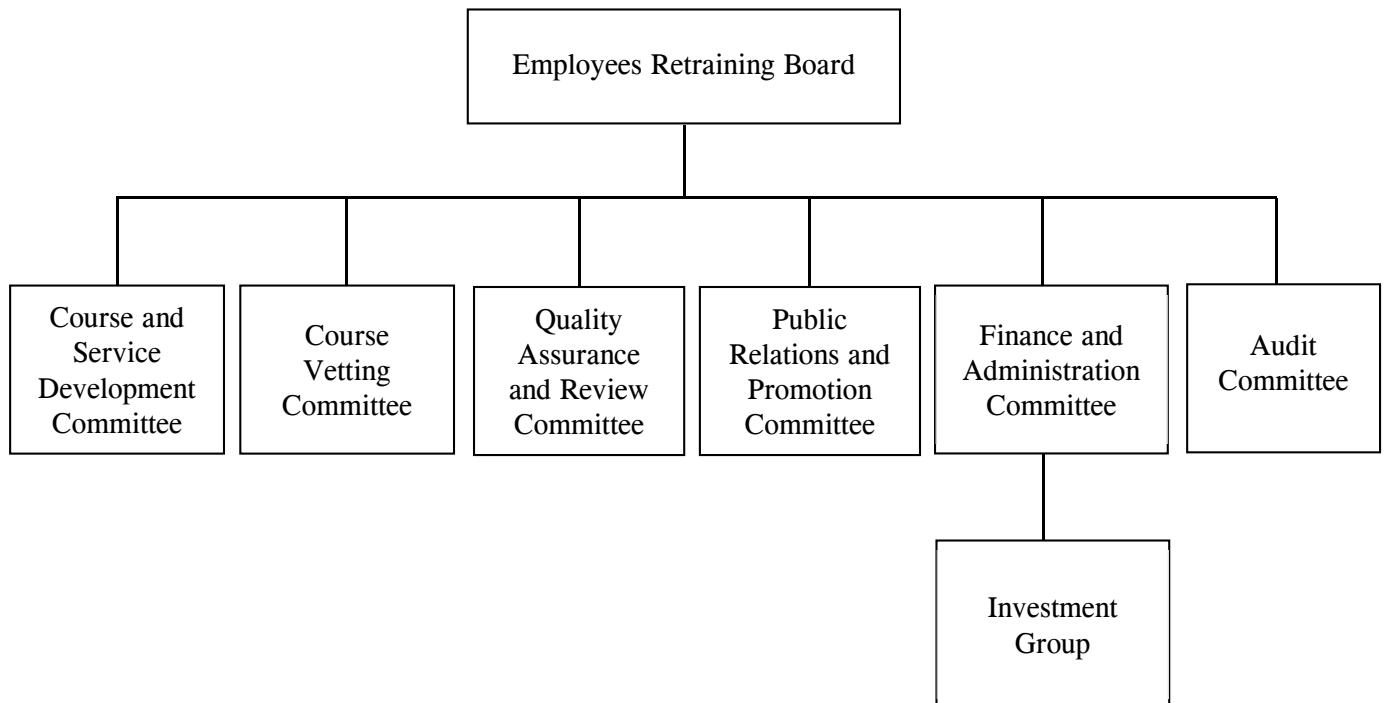 Employees Retraining Board
Course and
Service
Development
Committee
Course
Vetting
Committee
Quality
Assurance
and Review
Committee
Public
Relations and
Promotion
Committee
Finance and
Administration
Committee
Audit
Committee
Investment
Group